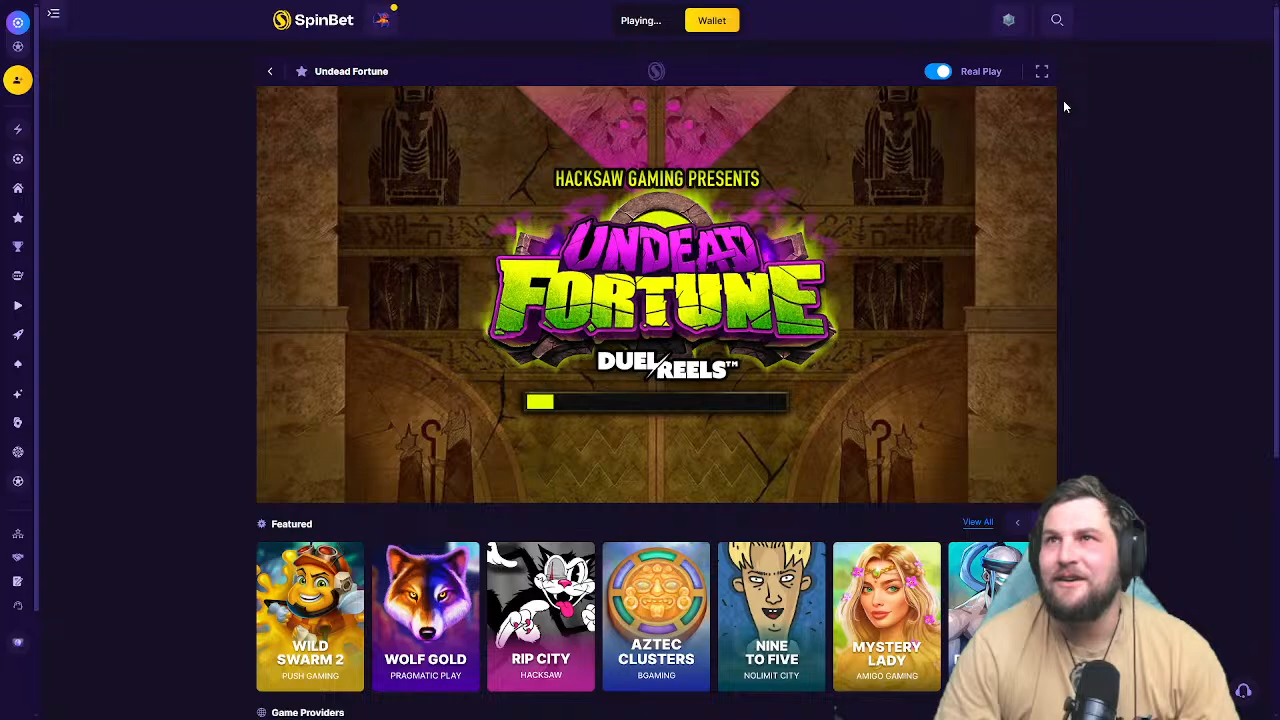 SpinBet
Playing...
Wallet
Undead Fortune
Real Play
HACKSAW GAMING PRESENTS
UNDEAD
FORTUNE
DUEL REELS™
Featured
View All
WILD
SWARM 2
PUSH GAMING
WOLF GOLD
PRAGMATIC PLAY
RIP CITY
HACKSAW
AZTEC
CLUSTERS
BGAMING
NINE
TO FIVE
NOLIMIT CITY
MYSTERY
LADY
AMIGO GAMING
Game Providers